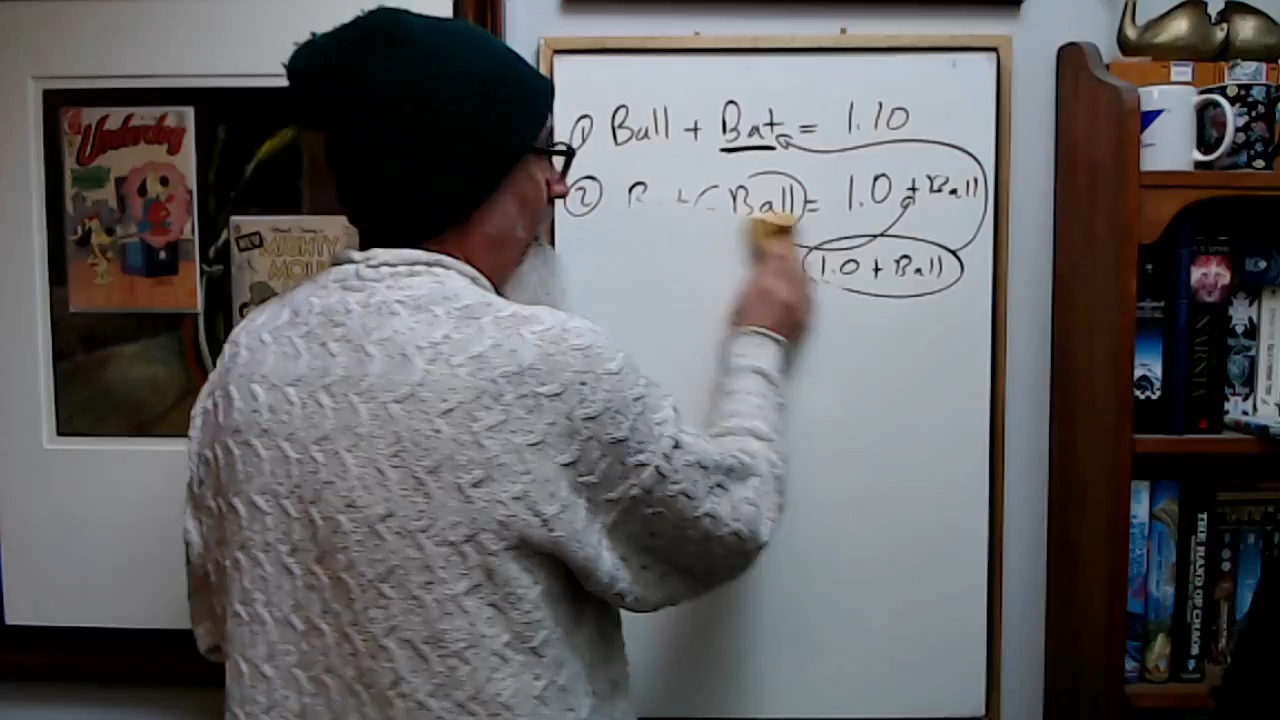 ① Ball + Bat = 1.10
② Ball = 1.0 + Ball
1.0 + Ball
Underdog
MIGHTY
NARNIA
THE HAND OF CHAOS